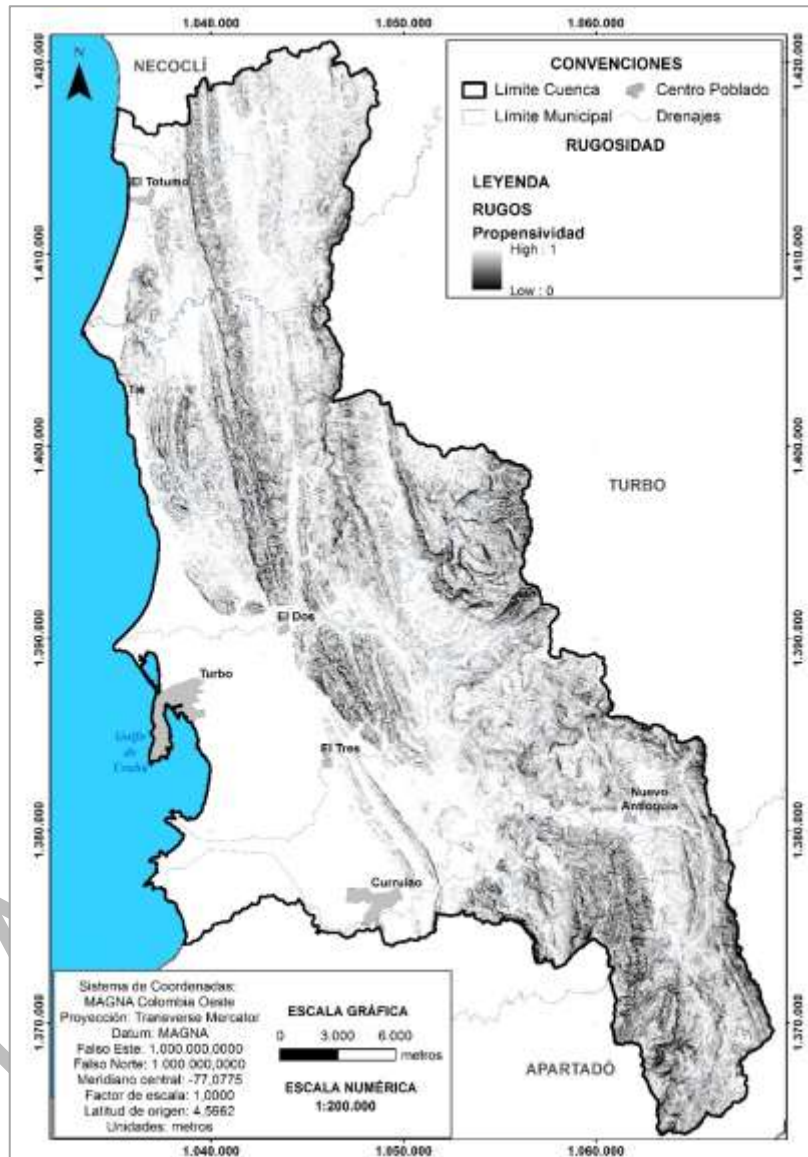 1.040.000 1.050.000 1.060.000
1.420.000
1.420.000
NECOCLÍ
N
CONVENCIONES
Límite Cuenca
Centro Poblado
Límite Municipal
Drenajes
RUGOSIDAD
LEYENDA
RUGOS
Propensividad
High : 1
Low : 0
El Totumo
1.410.000
1.410.000
Tie
1.400.000
1.400.000
TURBO
El Dos
1.390.000
1.390.000
Turbo
Golfo
de
Urabá
El Tres
Nuevo
Antioquia
1.380.000
1.380.000
Currulao
Sistema de Coordenadas:
MAGNA Colombia Oeste
Proyección: Transverse Mercator
Datum: MAGNA
Falso Este: 1.000.000,0000
Falso Norte: 1 000 000,0000
Meridiano central: -77,0775
Factor de escala: 1,0000
Latitud de origen: 4,5962
Unidades: metros
ESCALA GRÁFICA
0 3.000 6.000
metros
ESCALA NUMÉRICA
1:200.000
1.370.000
1.370.000
APARTADÓ
1.040.000 1.050.000 1.060.000